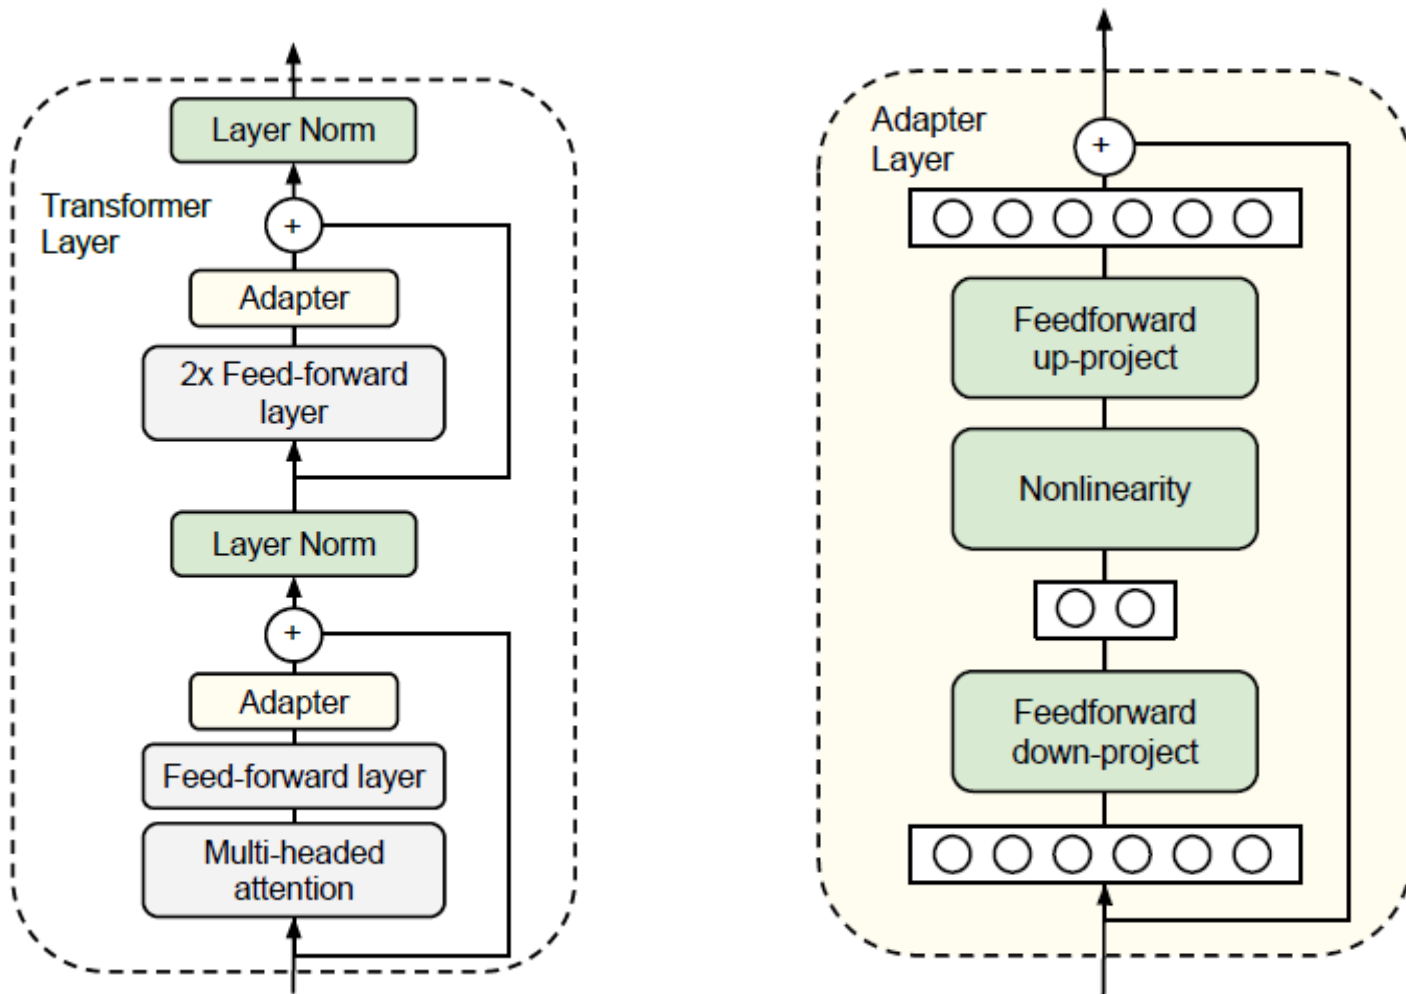 Layer Norm
Transformer
Layer
+
Adapter
2x Feed-forward
layer
Layer Norm
+
Adapter
Feed-forward layer
Multi-headed
attention
Adapter
Layer
+
Feedforward
up-project
Nonlinearity
Feedforward
down-project